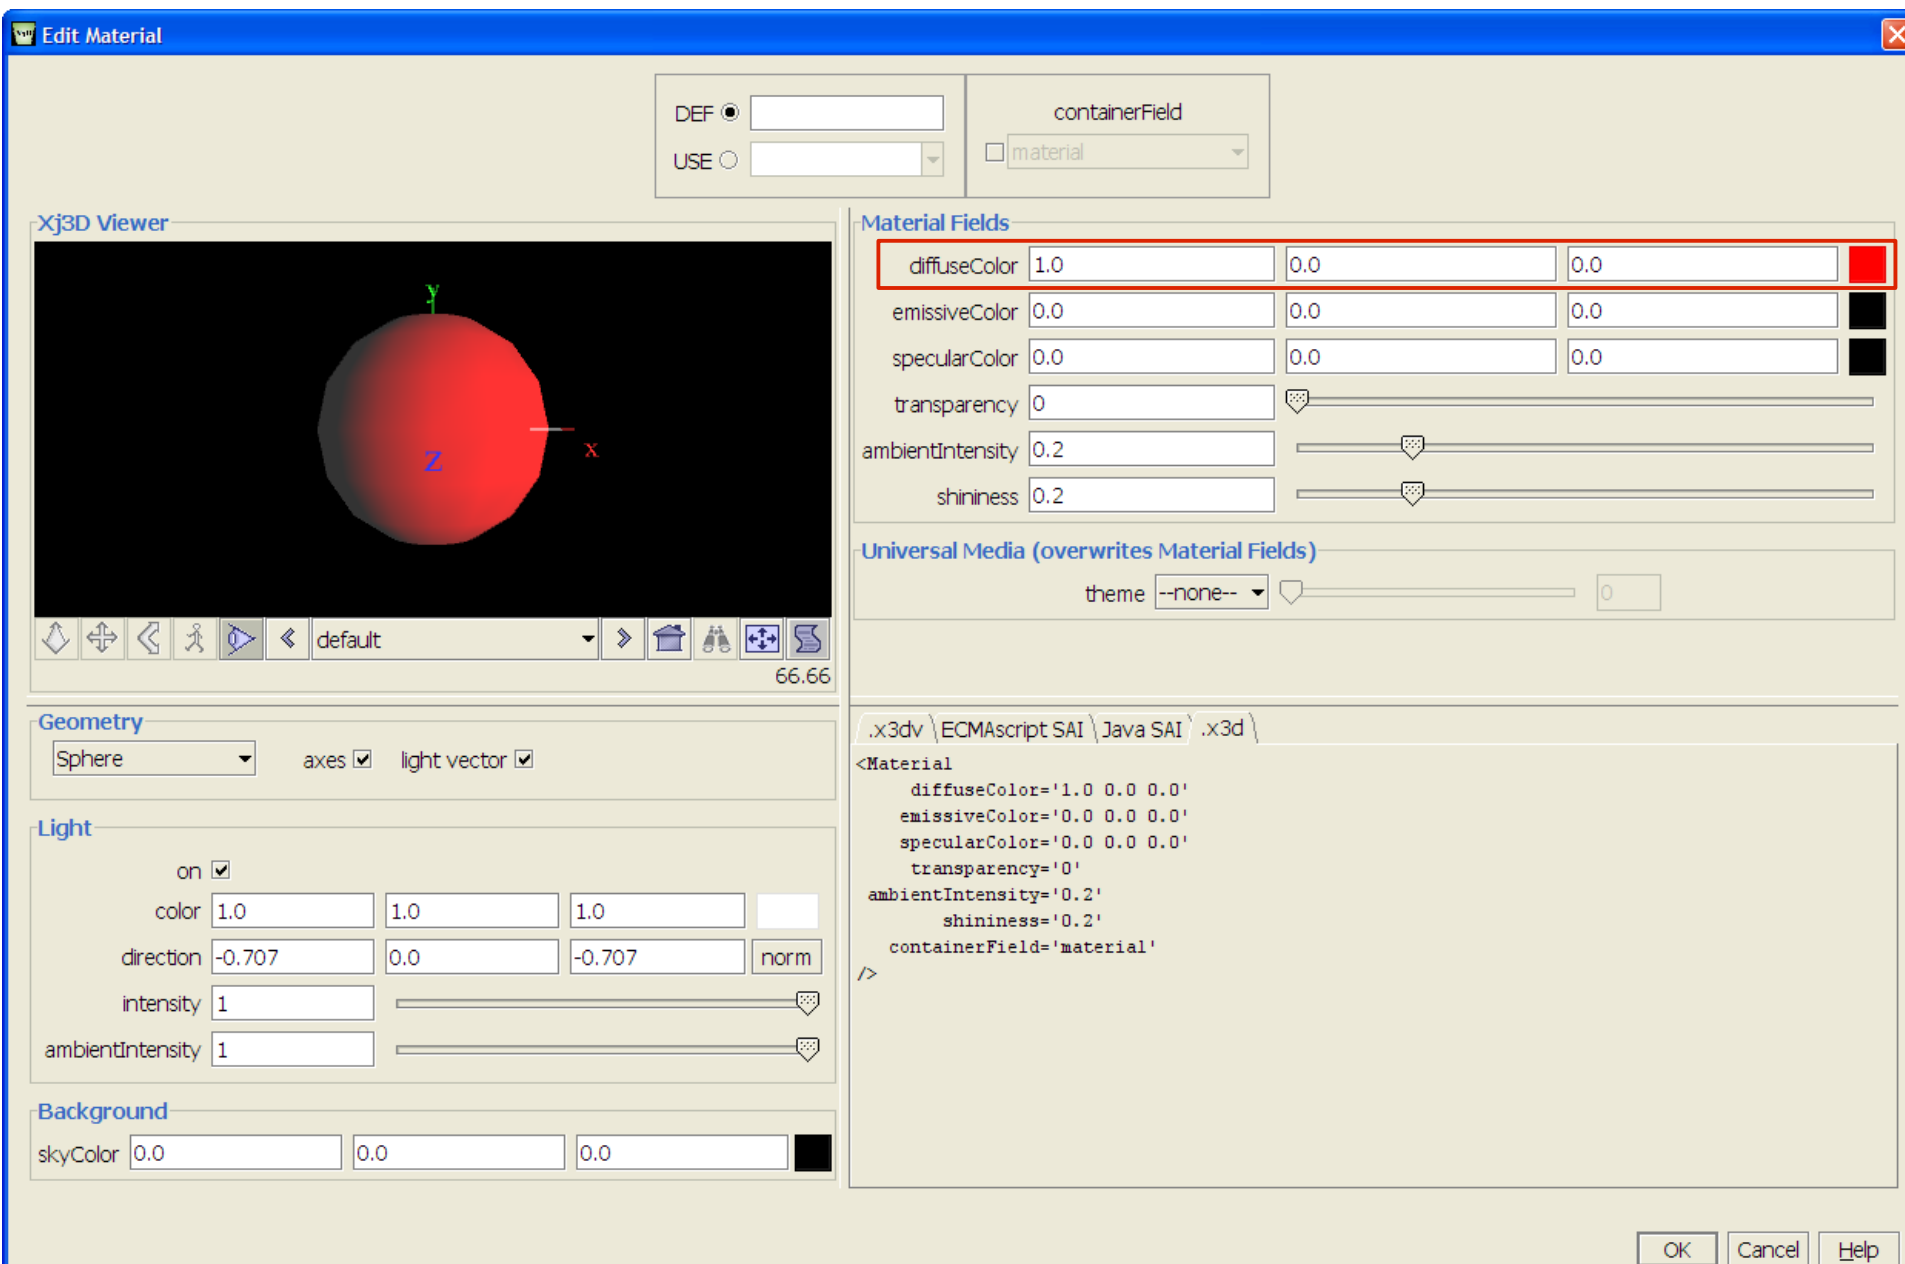 Edit Material
DEF
USE
containerField
material
Xj3D Viewer
y
x
Z
default
66.66
Material Fields
diffuseColor 1.0 0.0 0.0
emissiveColor 0.0 0.0 0.0
specularColor 0.0 0.0 0.0
transparency 0
ambientIntensity 0.2
shininess 0.2
Universal Media (overwrites Material Fields)
theme --none-- 0
Geometry
Sphere axes light vector
Light
on
color 1.0 1.0 1.0
direction -0.707 0.0 -0.707 norm
intensity 1
ambientIntensity 1
Background
skyColor 0.0 0.0 0.0
.x3dv ECMAscript SAI Java SAI .x3d
<Material
diffuseColor='1.0 0.0 0.0'
emissiveColor='0.0 0.0 0.0'
specularColor='0.0 0.0 0.0'
transparency='0'
ambientIntensity='0.2'
shininess='0.2'
containerField='material'
/>
OK Cancel Help